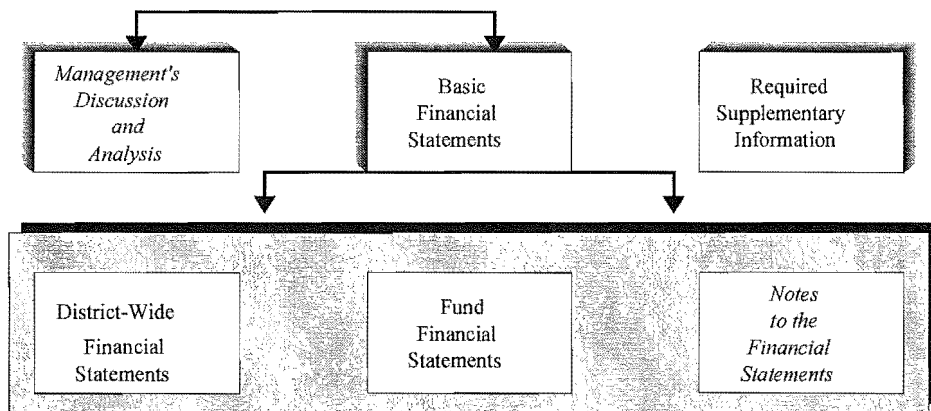 Management's
Discussion
and
Analysis
Basic
Financial
Statements
Required
Supplementary
Information
District-Wide
Financial
Statements
Fund
Financial
Statements
Notes
to the
Financial
Statements